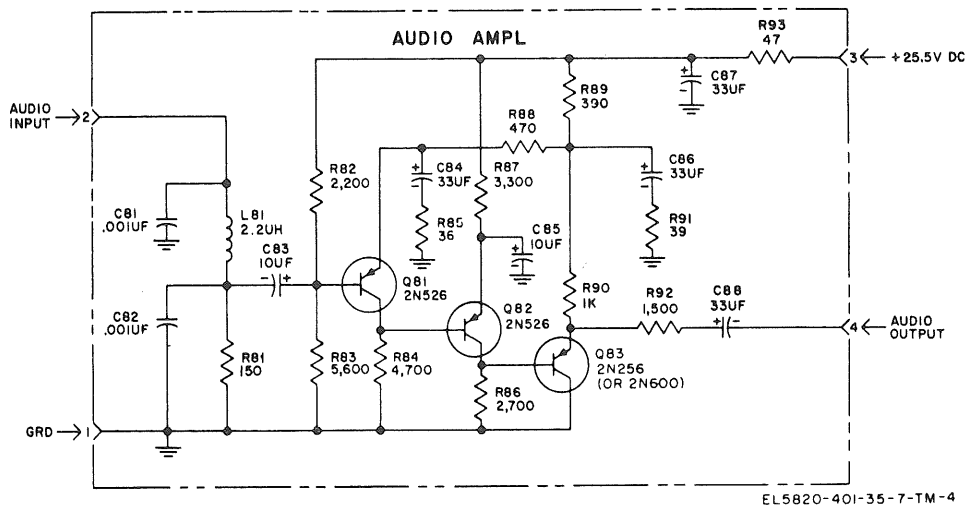 AUDIO AMPL
R93
47
3
+25.5V DC
C87
33UF
R89
390
AUDIO
INPUT
2
R88
470
R82
2,200
C84
33UF
R87
3,300
C86
33UF
C81
.001UF
L81
2.2UH
C83
10UF
R85
36
C85
10UF
R91
39
Q81
2N526
R90
1K
R92
1,500
C88
33UF
C82
.001UF
Q82
2N526
4
AUDIO
OUTPUT
R81
150
R83
5,600
R84
4,700
Q83
2N256
(OR 2N600)
R86
2,700
GRD
1
EL5820-401-35-7-TM-4